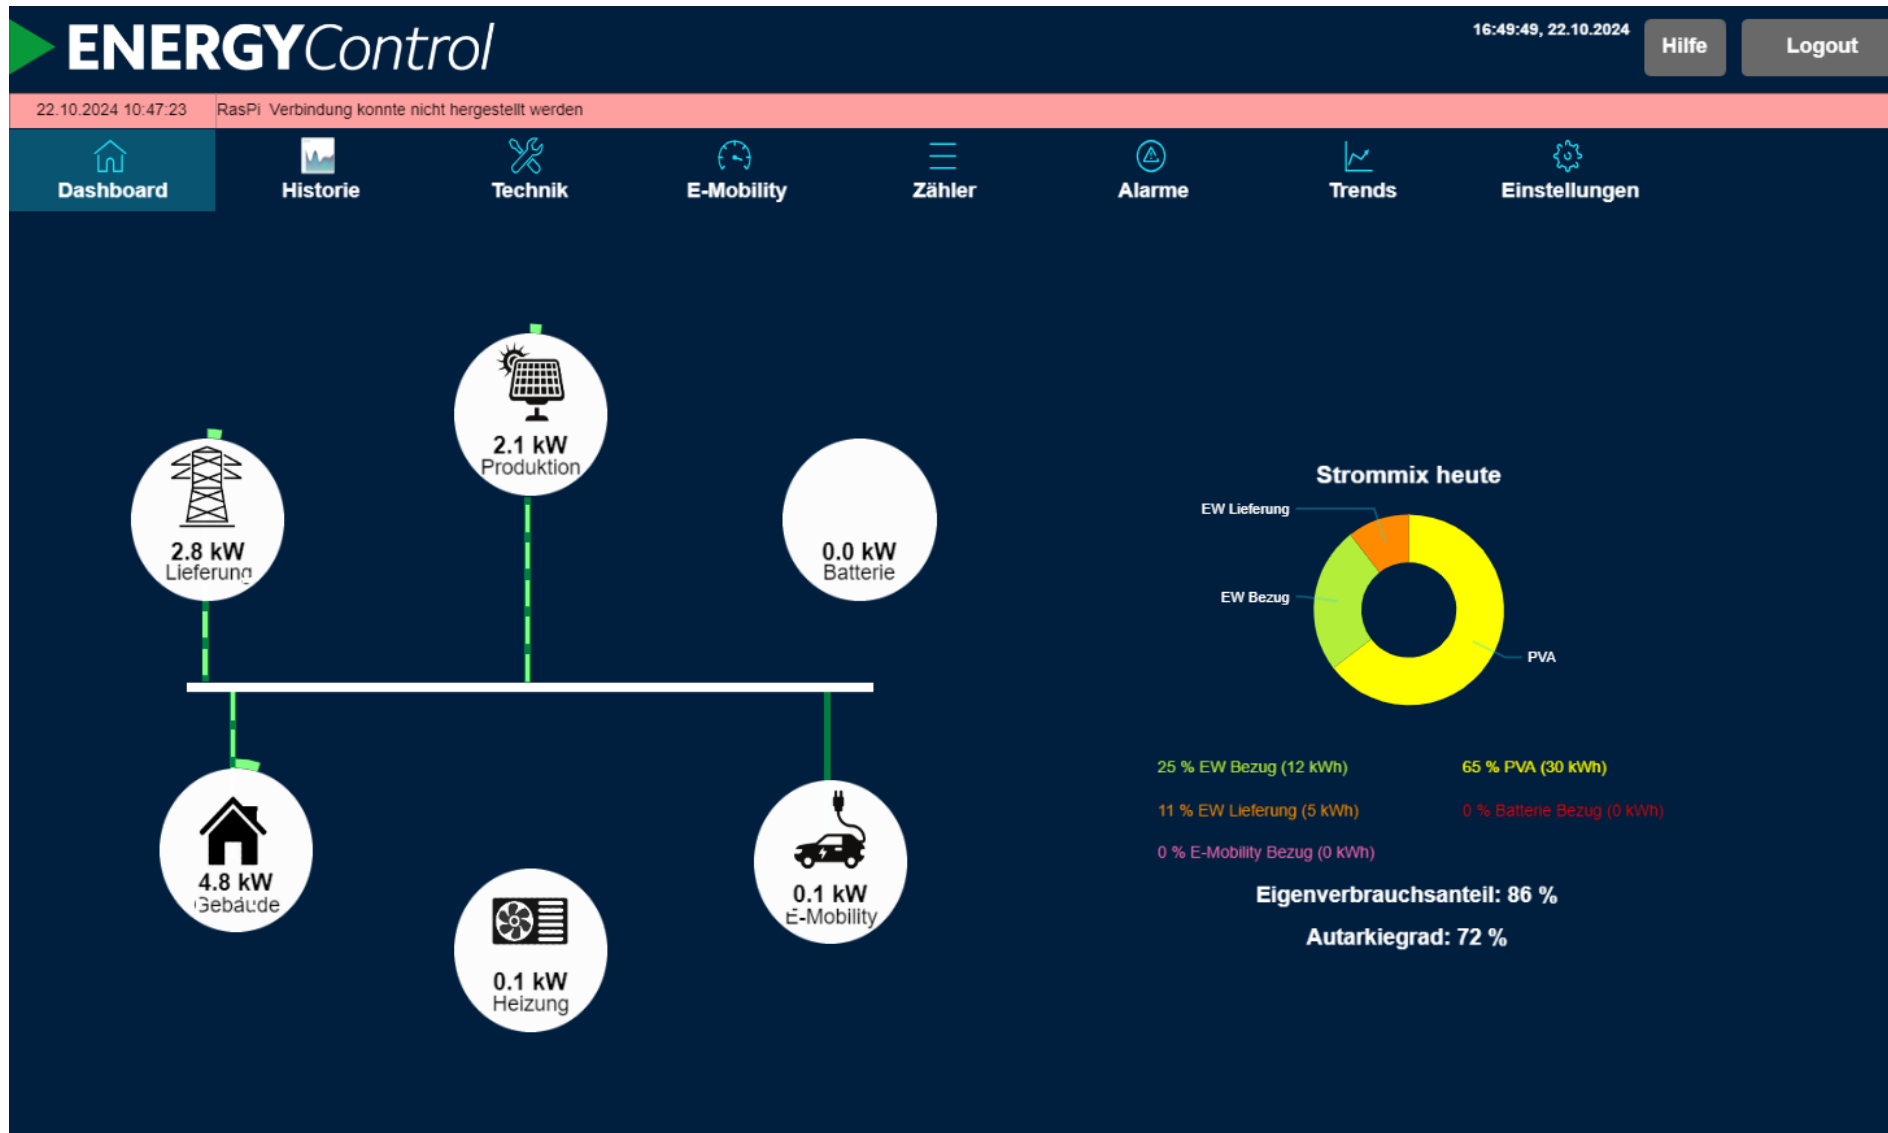 ENERGYControl
16:49:49, 22.10.2024
Hilfe
Logout
22.10.2024 10:47:23 RasPi Verbindung konnte nicht hergestellt werden
Dashboard
Historie
Technik
E-Mobility
Zähler
Alarme
Trends
Einstellungen
2.1 kW
Produktion
2.8 kW
Lieferung
0.0 kW
Batterie
4.8 kW
Gebäude
0.1 kW
Heizung
0.1 kW
E-Mobility
Strommix heute
EW Lieferung
EW Bezug
PVA
25 % EW Bezug (12 kWh)
65 % PVA (30 kWh)
11 % EW Lieferung (5 kWh)
0 % Batterie Bezug (0 kWh)
0 % E-Mobility Bezug (0 kWh)
Eigenverbrauchsanteil: 86 %
Autarkiegrad: 72 %